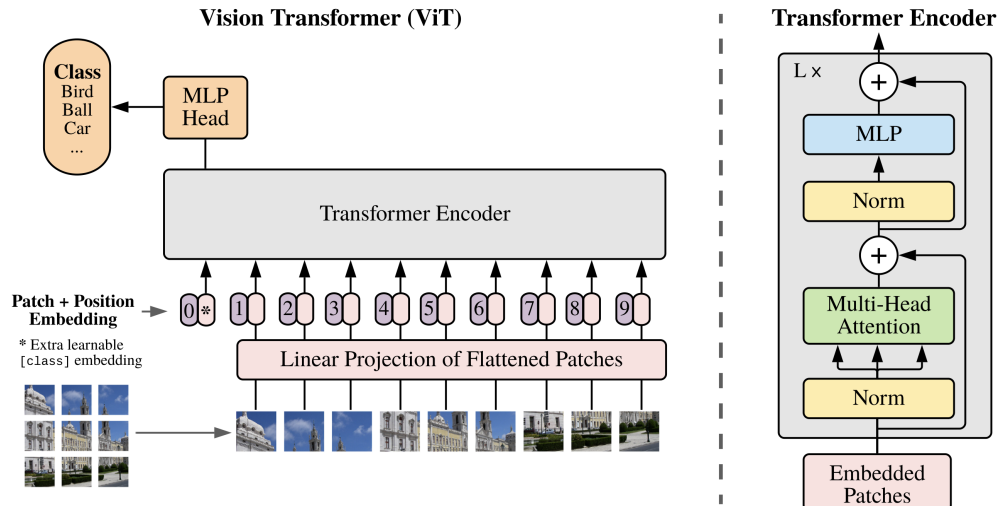 Vision Transformer (ViT)
Class
Bird
Ball
Car
...
MLP
Head
Transformer Encoder
Patch + Position
Embedding
0 * 1 2 3 4 5 6 7 8 9
* Extra learnable
[class] embedding
Linear Projection of Flattened Patches
Transformer Encoder
L ×
+
MLP
Norm
+
Multi-Head
Attention
Norm
Embedded
Patches